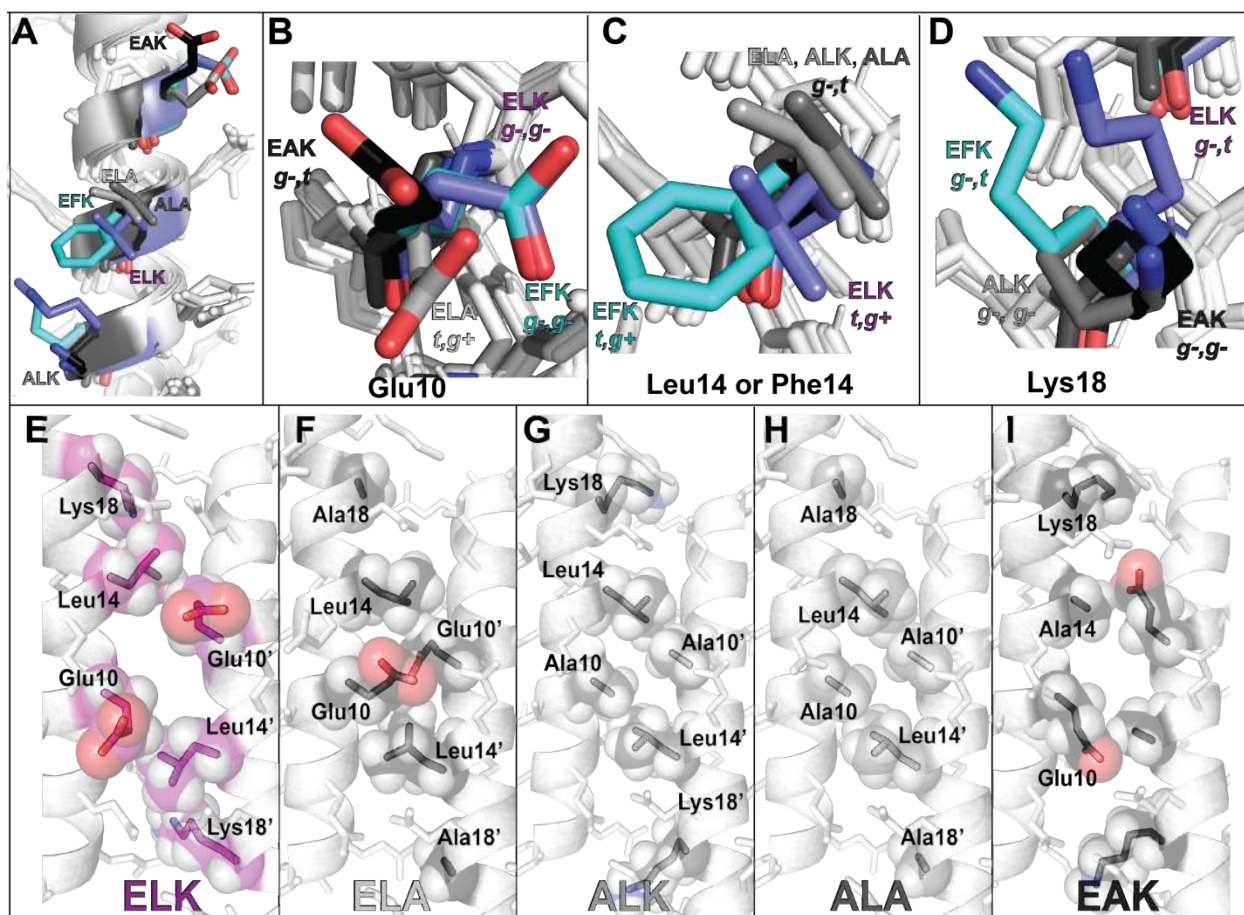 A
EAK
ELA
EFK
ALA
ELK
ALK
B
ELK
g-,g-
EAK
g-,t
ELA
t,g+
EFK
g-,g-
Glu10
C
ELA, ALK, ALA
g-,t
EFK
t,g+
ELK
t,g+
Leu14 or Phe14
D
ELK
g-,t
EFK
g-,t
ALK
g-, g-
EAK
g-,g-
Lys18
E
Lys18
Leu14
Glu10'
Glu10
Leu14'
Lys18'
ELK
F
Ala18
Leu14
Glu10'
Glu10
Leu14'
Ala18'
ELA
G
Lys18
Leu14
Ala10'
Ala10
Leu14'
Lys18'
ALK
H
Ala18
Leu14
Ala10'
Ala10
Leu14'
Ala18'
ALA
I
Lys18
Ala14
Glu10
EAK